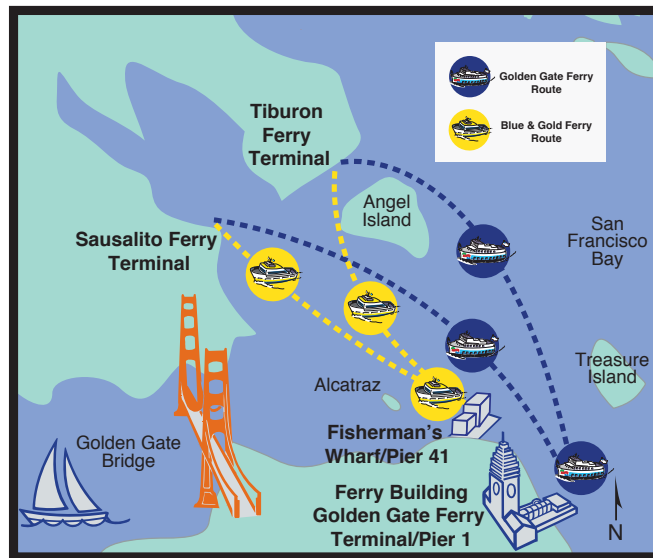 Golden Gate Ferry
Route
Blue & Gold Ferry
Route
Tiburon
Ferry
Terminal
Angel
Island
San
Francisco
Bay
Sausalito Ferry
Terminal
Treasure
Island
Alcatraz
Golden Gate
Bridge
Fisherman's
Wharf/Pier 41
Ferry Building
Golden Gate Ferry
Terminal/Pier 1
N